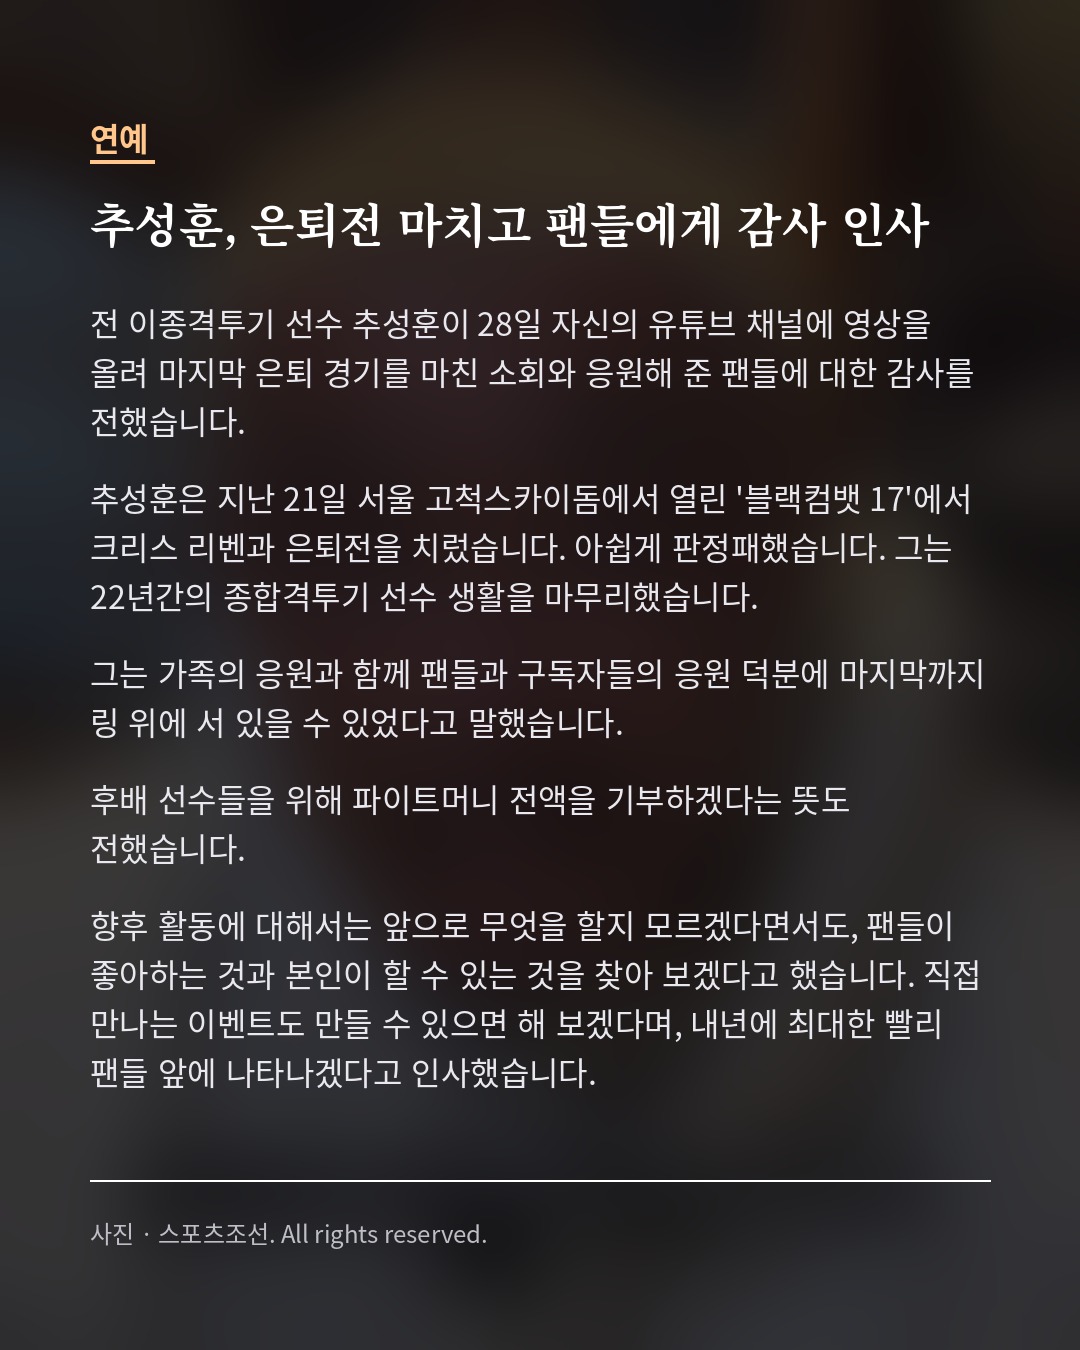 연예
추성훈, 은퇴전 마치고 팬들에게 감사 인사
전 이종격투기 선수 추성훈이 28일 자신의 유튜브 채널에 영상을
올려 마지막 은퇴 경기를 마친 소회와 응원해 준 팬들에 대한 감사를
전했습니다.
추성훈은 지난 21일 서울 고척스카이돔에서 열린 '블랙컴뱃 17'에서
크리스 리벤과 은퇴전을 치렀습니다. 아쉽게 판정패했습니다. 그는
22년간의 종합격투기 선수 생활을 마무리했습니다.
그는 가족의 응원과 함께 팬들과 구독자들의 응원 덕분에 마지막까지
링 위에 서 있을 수 있었다고 말했습니다.
후배 선수들을 위해 파이트머니 전액을 기부하겠다는 뜻도
전했습니다.
향후 활동에 대해서는 앞으로 무엇을 할지 모르겠다면서도, 팬들이
좋아하는 것과 본인이 할 수 있는 것을 찾아 보겠다고 했습니다. 직접
만나는 이벤트도 만들 수 있으면 해 보겠다며, 내년에 최대한 빨리
팬들 앞에 나타나겠다고 인사했습니다.
사진 · 스포츠조선. All rights reserved.